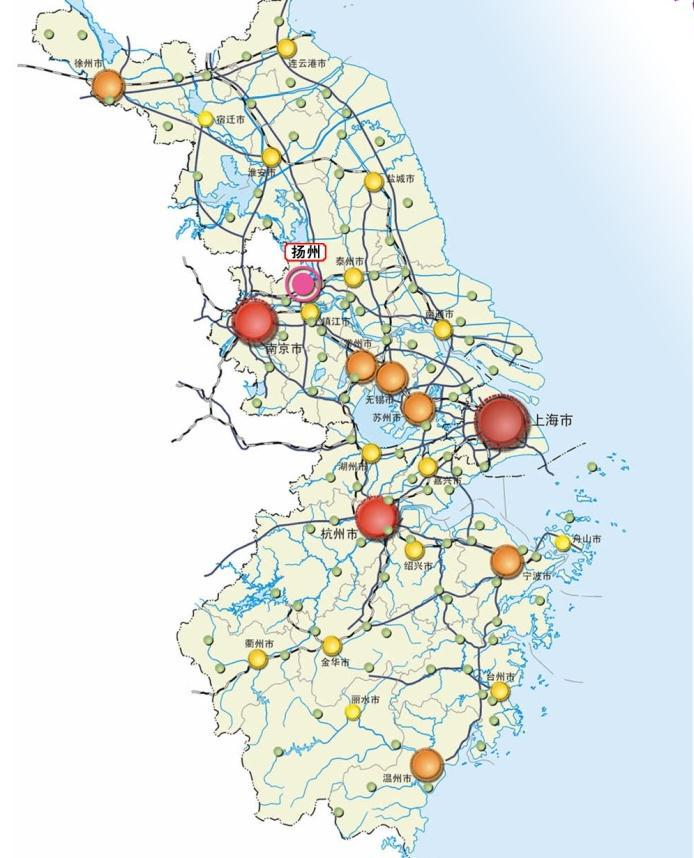 徐州市
连云港市
宿迁市
淮安市
盐城市
扬州
泰州市
镇江市
南通市
南京市
常州市
无锡市
苏州市
上海市
湖州市
嘉兴市
杭州市
舟山市
绍兴市
宁波市
衢州市
金华市
台州市
丽水市
温州市